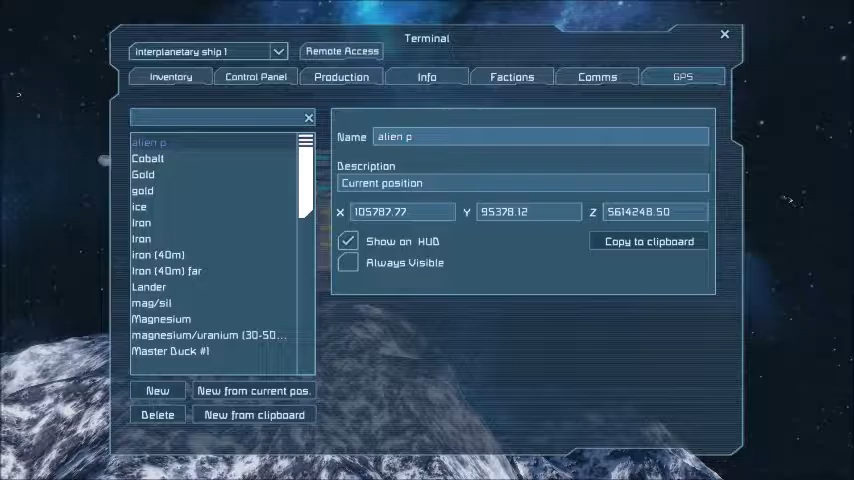 Terminal
Interplanetary ship 1
Remote Access
Inventory
Control Panel
Production
Info
Factions
Comms
GPS
alien p
Cobalt
Gold
gold
ice
Iron
Iron
iron (40m)
Iron (40m) far
Lander
mag/sil
Magnesium
magnesium/uranium (30-50...
Master Buck #1
New
New from current pos.
Delete
New from clipboard
Name alien p
Description
Current position
X 105787.77 Y 95378.12 Z 5614248.50
Show on HUD
Copy to clipboard
Always Visible